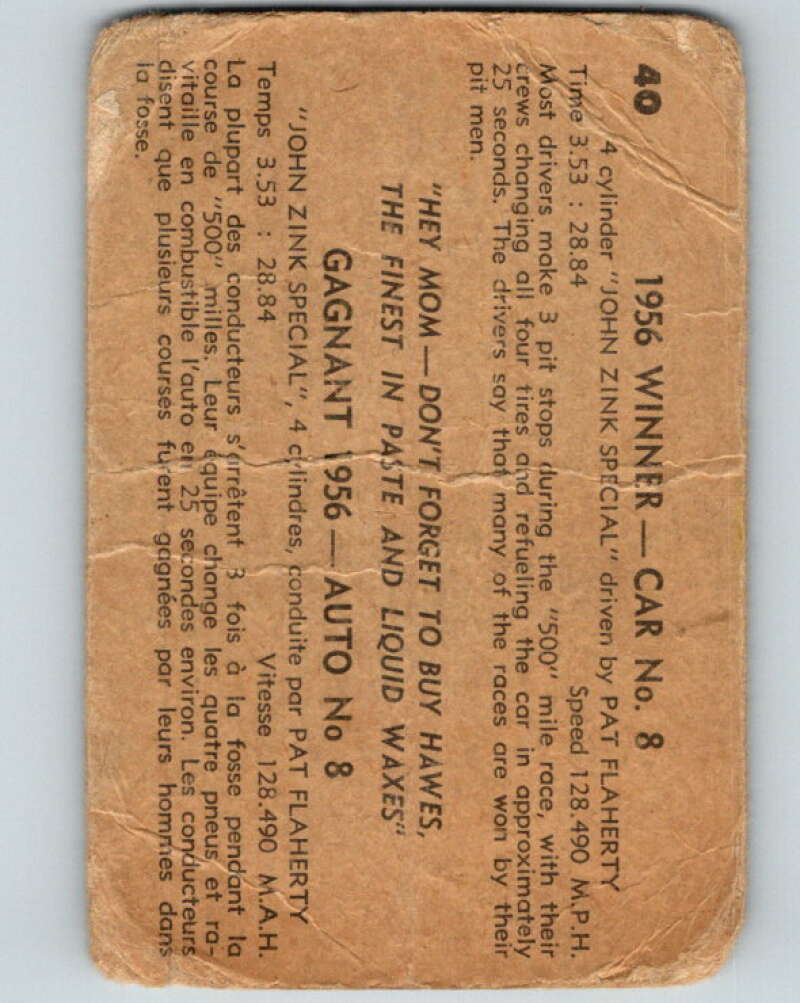 40 1956 WINNER — CAR No. 8
4 cylinder "JOHN ZINK SPECIAL" driven by PAT FLAHERTY
Time 3.53 : 28.84 Speed 128.490 M.P.H.
Most drivers make 3 pit stops during the "500" mile race, with their
crews changing all four tires and refueling the car in approximately
25 seconds. The drivers say that many of the races are won by their
pit men.
"HEY MOM — DON'T FORGET TO BUY HAWES,
THE FINEST IN PASTE AND LIQUID WAXES"
GAGNANT 1956 — AUTO No 8
"JOHN ZINK SPECIAL", 4 cylindres, conduite par PAT FLAHERTY
Temps 3.53 : 28.84 Vitesse 128.490 M.A.H.
La plupart des conducteurs s'arrêtent 3 fois à la fosse pendant la
course de "500" milles. Leur équipe change les quatre pneus et ra-
vitaille en combustible l'auto en 25 secondes environ. Les conducteurs
disent que plusieurs courses furent gagnées par leurs hommes dans
la fosse.